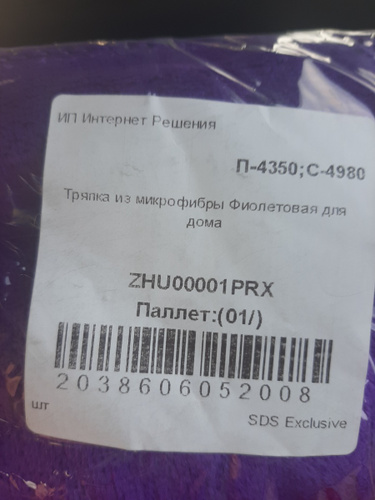 ИП Интернет Решения
П-4350;С-4980
Тряпка из микрофибры Фиолетовая для
дома
ZHU00001PRX
Паллет:(01/)
2038606052008
шт
SDS Exclusive